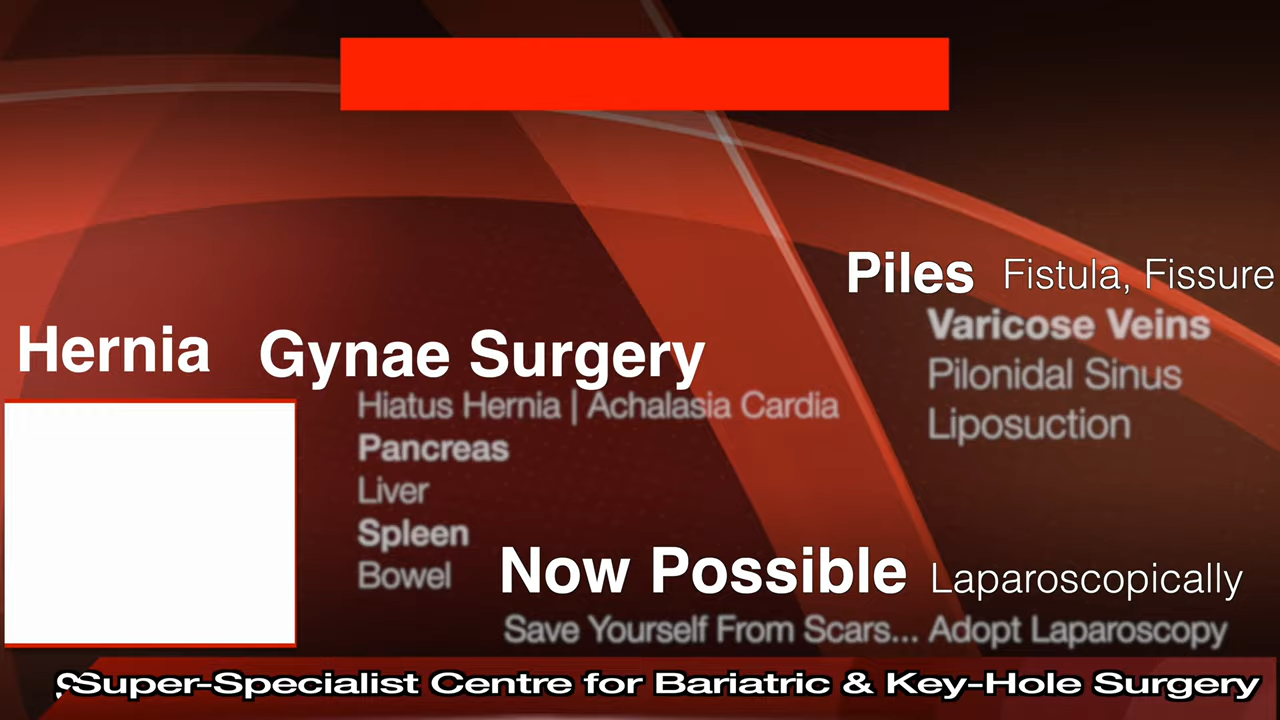 Piles Fistula, Fissure
Varicose Veins
Pilonidal Sinus
Liposuction
Hernia Gynae Surgery
Hiatus Hernia | Achalasia Cardia
Pancreas
Liver
Spleen
Bowel
Now Possible Laparoscopically
Save Yourself From Scars... Adopt Laparoscopy
Super-Specialist Centre for Bariatric & Key-Hole Surgery